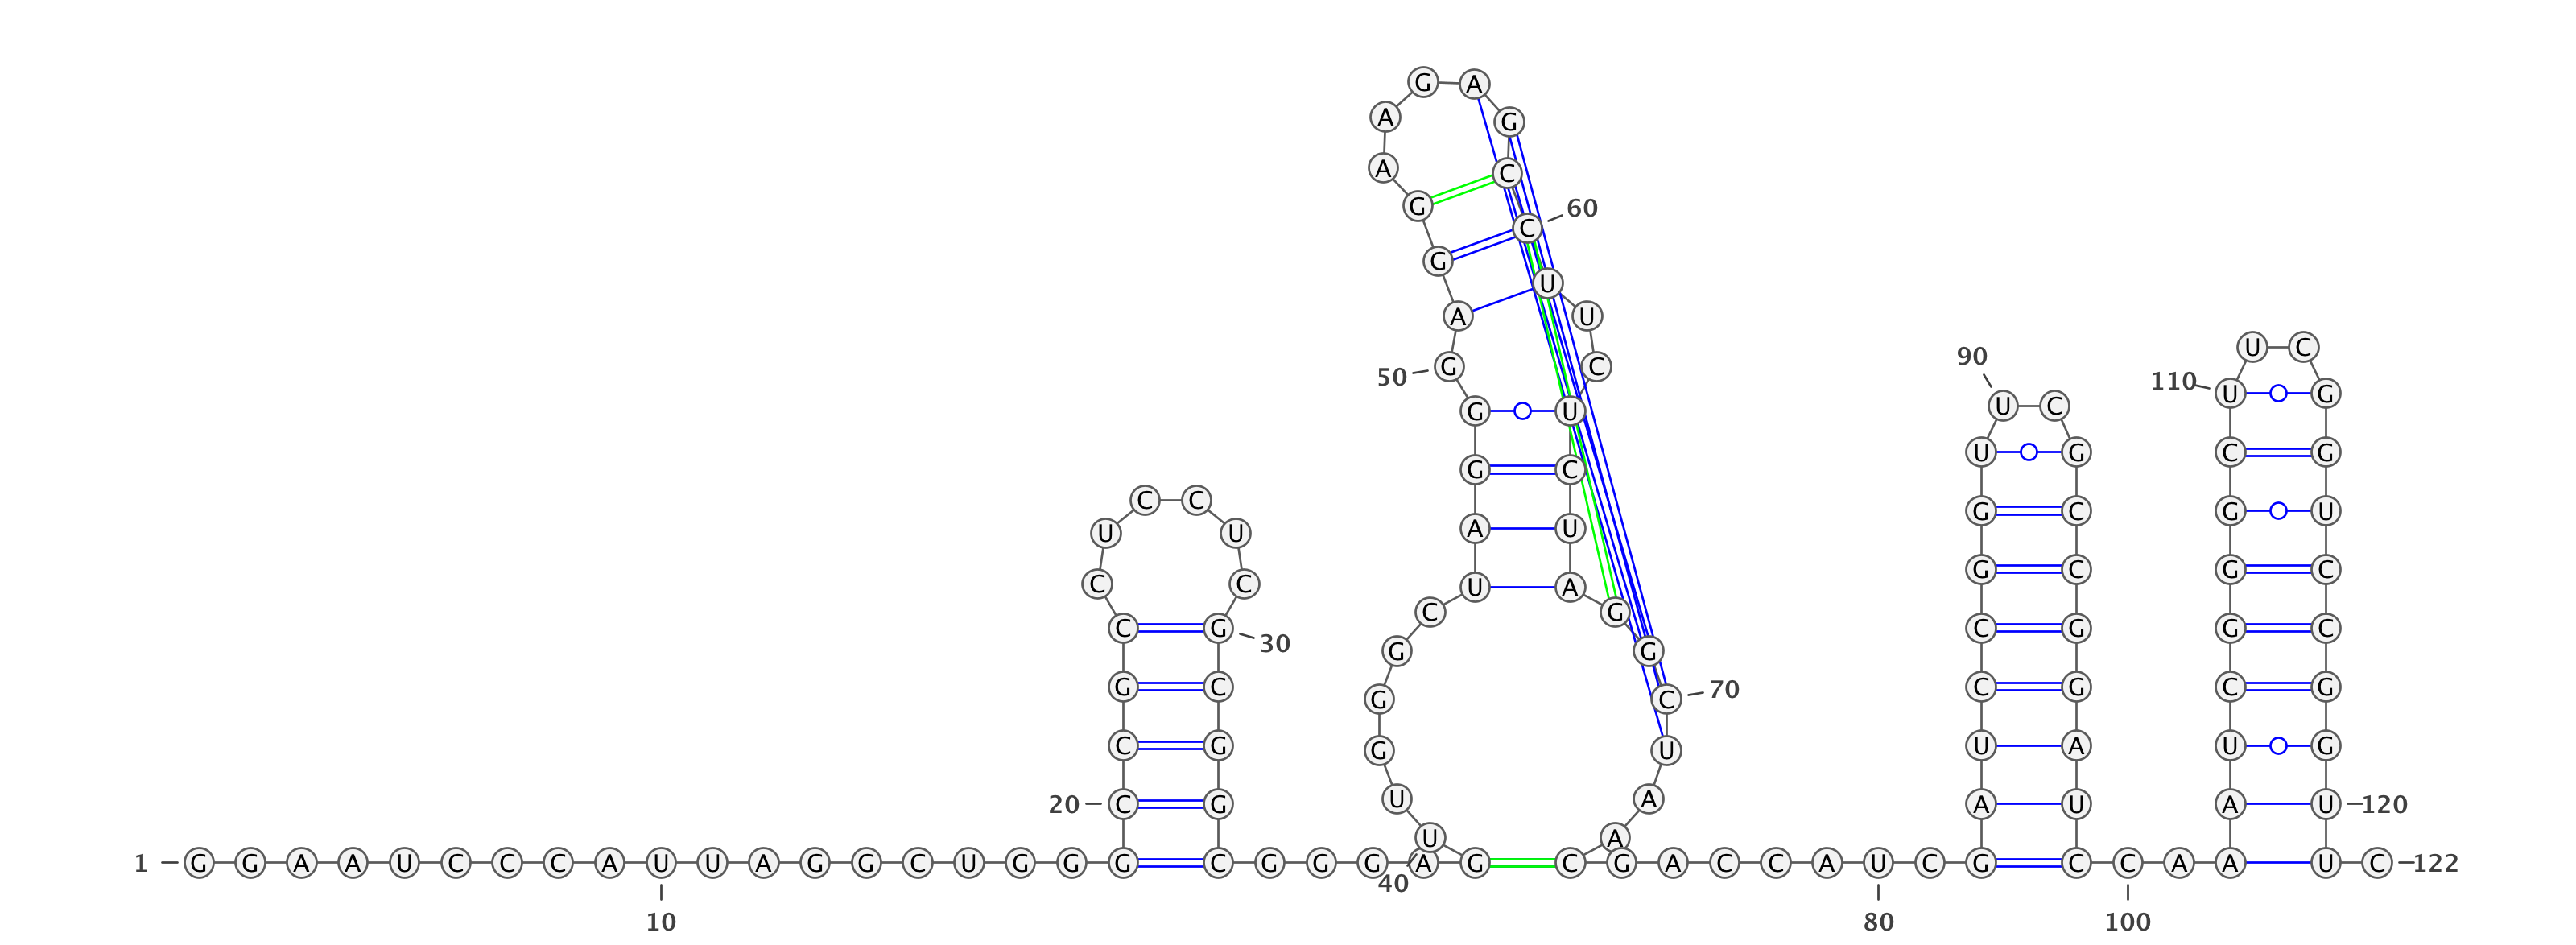 G A
A G
A C
G 60
C
G
U
A U
U C
90
50 G C
110 U G
U C
G U
U G C G
G C
C C
G C G U
A U
U U
G C G C
C C
U A
C G
C G 30 C G G C
G G
G C 70 C G C G
G C
C G U A U G
G U
U A
20 C G A U A U 120
U A
1 G G A A U C C C A U U A G G C U G G G C G G G A G C G A C C A U C G C C A A U C 122
40
10 80 100